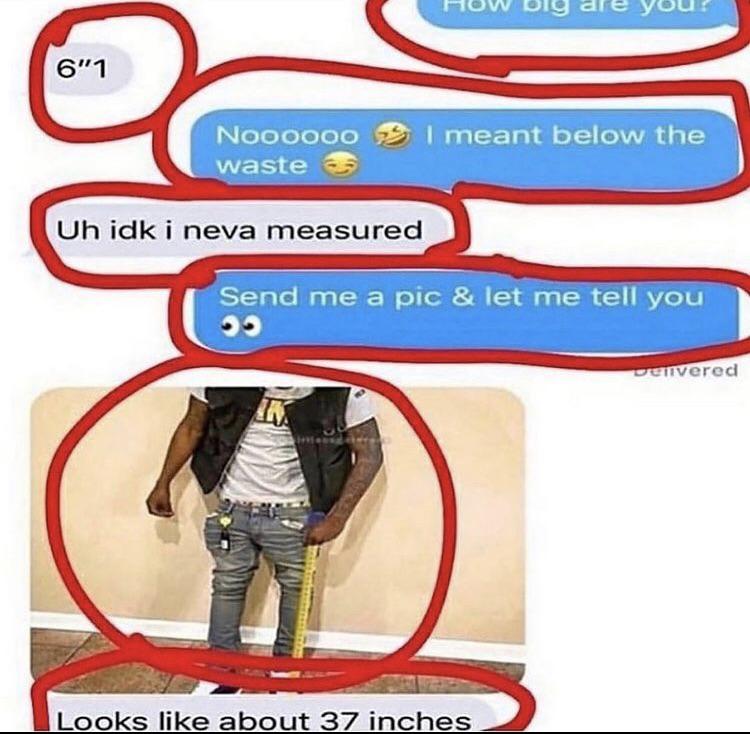 How big are you?
6"1
Noooooo 🤣 I meant below the
waste 😏
Uh idk i neva measured
Send me a pic & let me tell you
👀
Delivered
Looks like about 37 inches